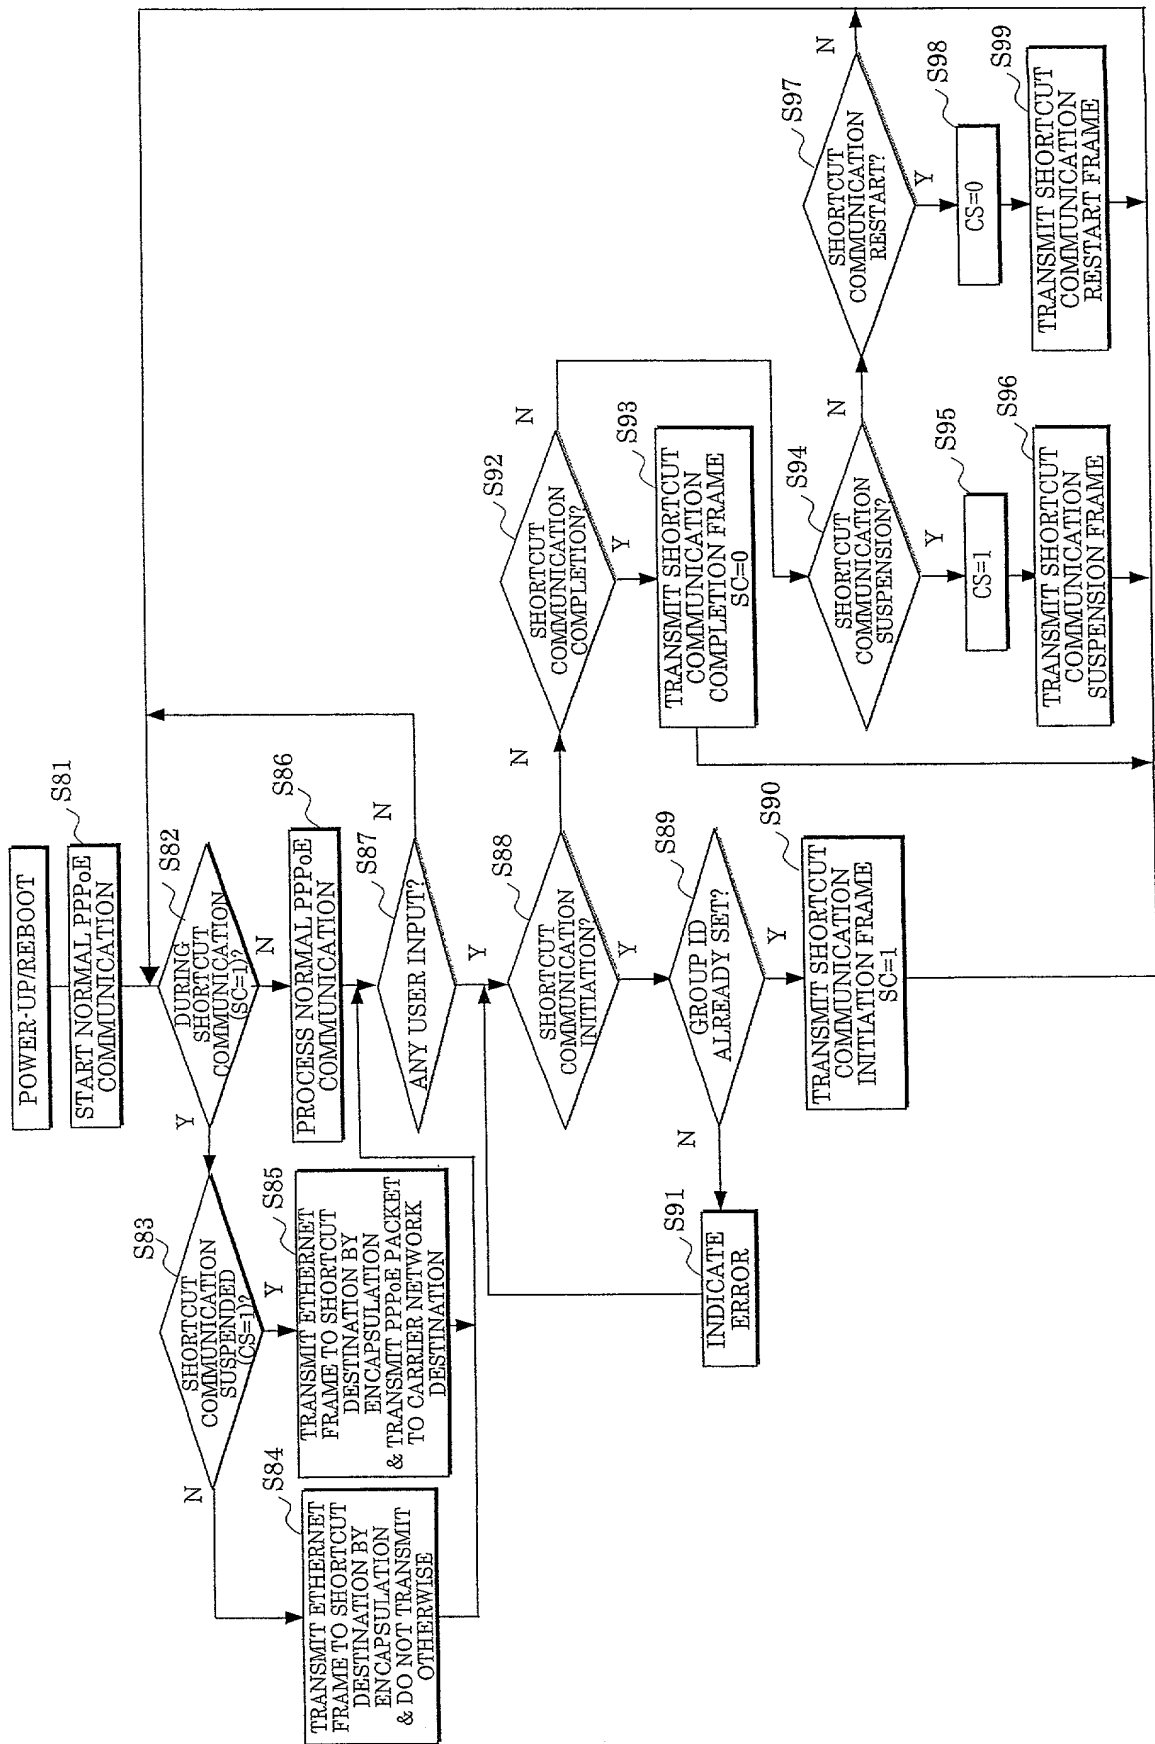 POWER-UP/REBOOT
S81
START NORMAL PPPoE
COMMUNICATION
S82
DURING
SHORTCUT
COMMUNICATION
(SC=1)?
Y
N
S83
SHORTCUT
COMMUNICATION
SUSPENDED
(CS=1)?
N
Y
S84
TRANSMIT ETHERNET
FRAME TO SHORTCUT
DESTINATION BY
ENCAPSULATION
& DO NOT TRANSMIT
OTHERWISE
S85
TRANSMIT ETHERNET
FRAME TO SHORTCUT
DESTINATION BY
ENCAPSULATION
& TRANSMIT PPPoE PACKET
TO CARRIER NETWORK
DESTINATION
S86
PROCESS NORMAL PPPoE
COMMUNICATION
S87
ANY USER INPUT?
N
Y
S88
SHORTCUT
COMMUNICATION
INITIATION?
N
Y
S89
GROUP ID
ALREADY SET?
N
Y
S90
TRANSMIT SHORTCUT
COMMUNICATION
INITIATION FRAME
SC=1
S91
INDICATE
ERROR
S92
SHORTCUT
COMMUNICATION
COMPLETION?
N
Y
S93
TRANSMIT SHORTCUT
COMMUNICATION
COMPLETION FRAME
SC=0
S94
SHORTCUT
COMMUNICATION
SUSPENSION?
N
Y
S95
CS=1
S96
TRANSMIT SHORTCUT
COMMUNICATION
SUSPENSION FRAME
S97
SHORTCUT
COMMUNICATION
RESTART?
N
Y
S98
CS=0
S99
TRANSMIT SHORTCUT
COMMUNICATION
RESTART FRAME